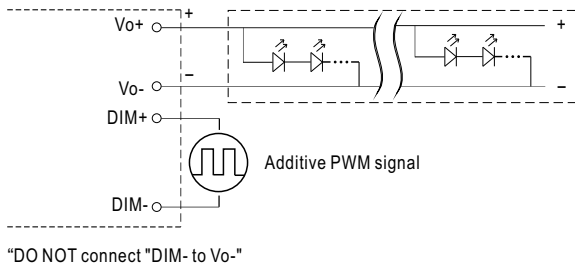 Vo+ + +
Vo- − −
DIM+
Additive PWM signal
DIM-
“DO NOT connect "DIM- to Vo-"